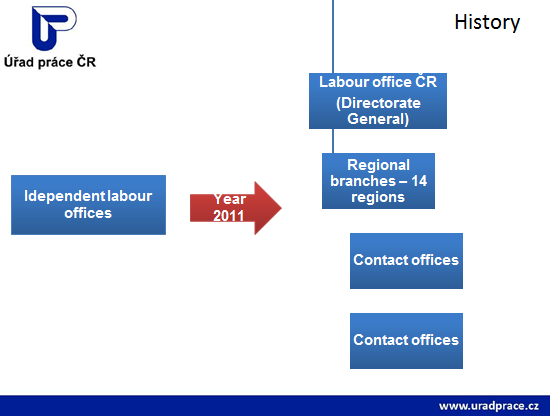 History
Úřad práce ČR
Labour office ČR
(Directorate
General)
Regional
branches – 14
regions
Idependent labour
offices
Year
2011
Contact offices
Contact offices
www.uradprace.cz